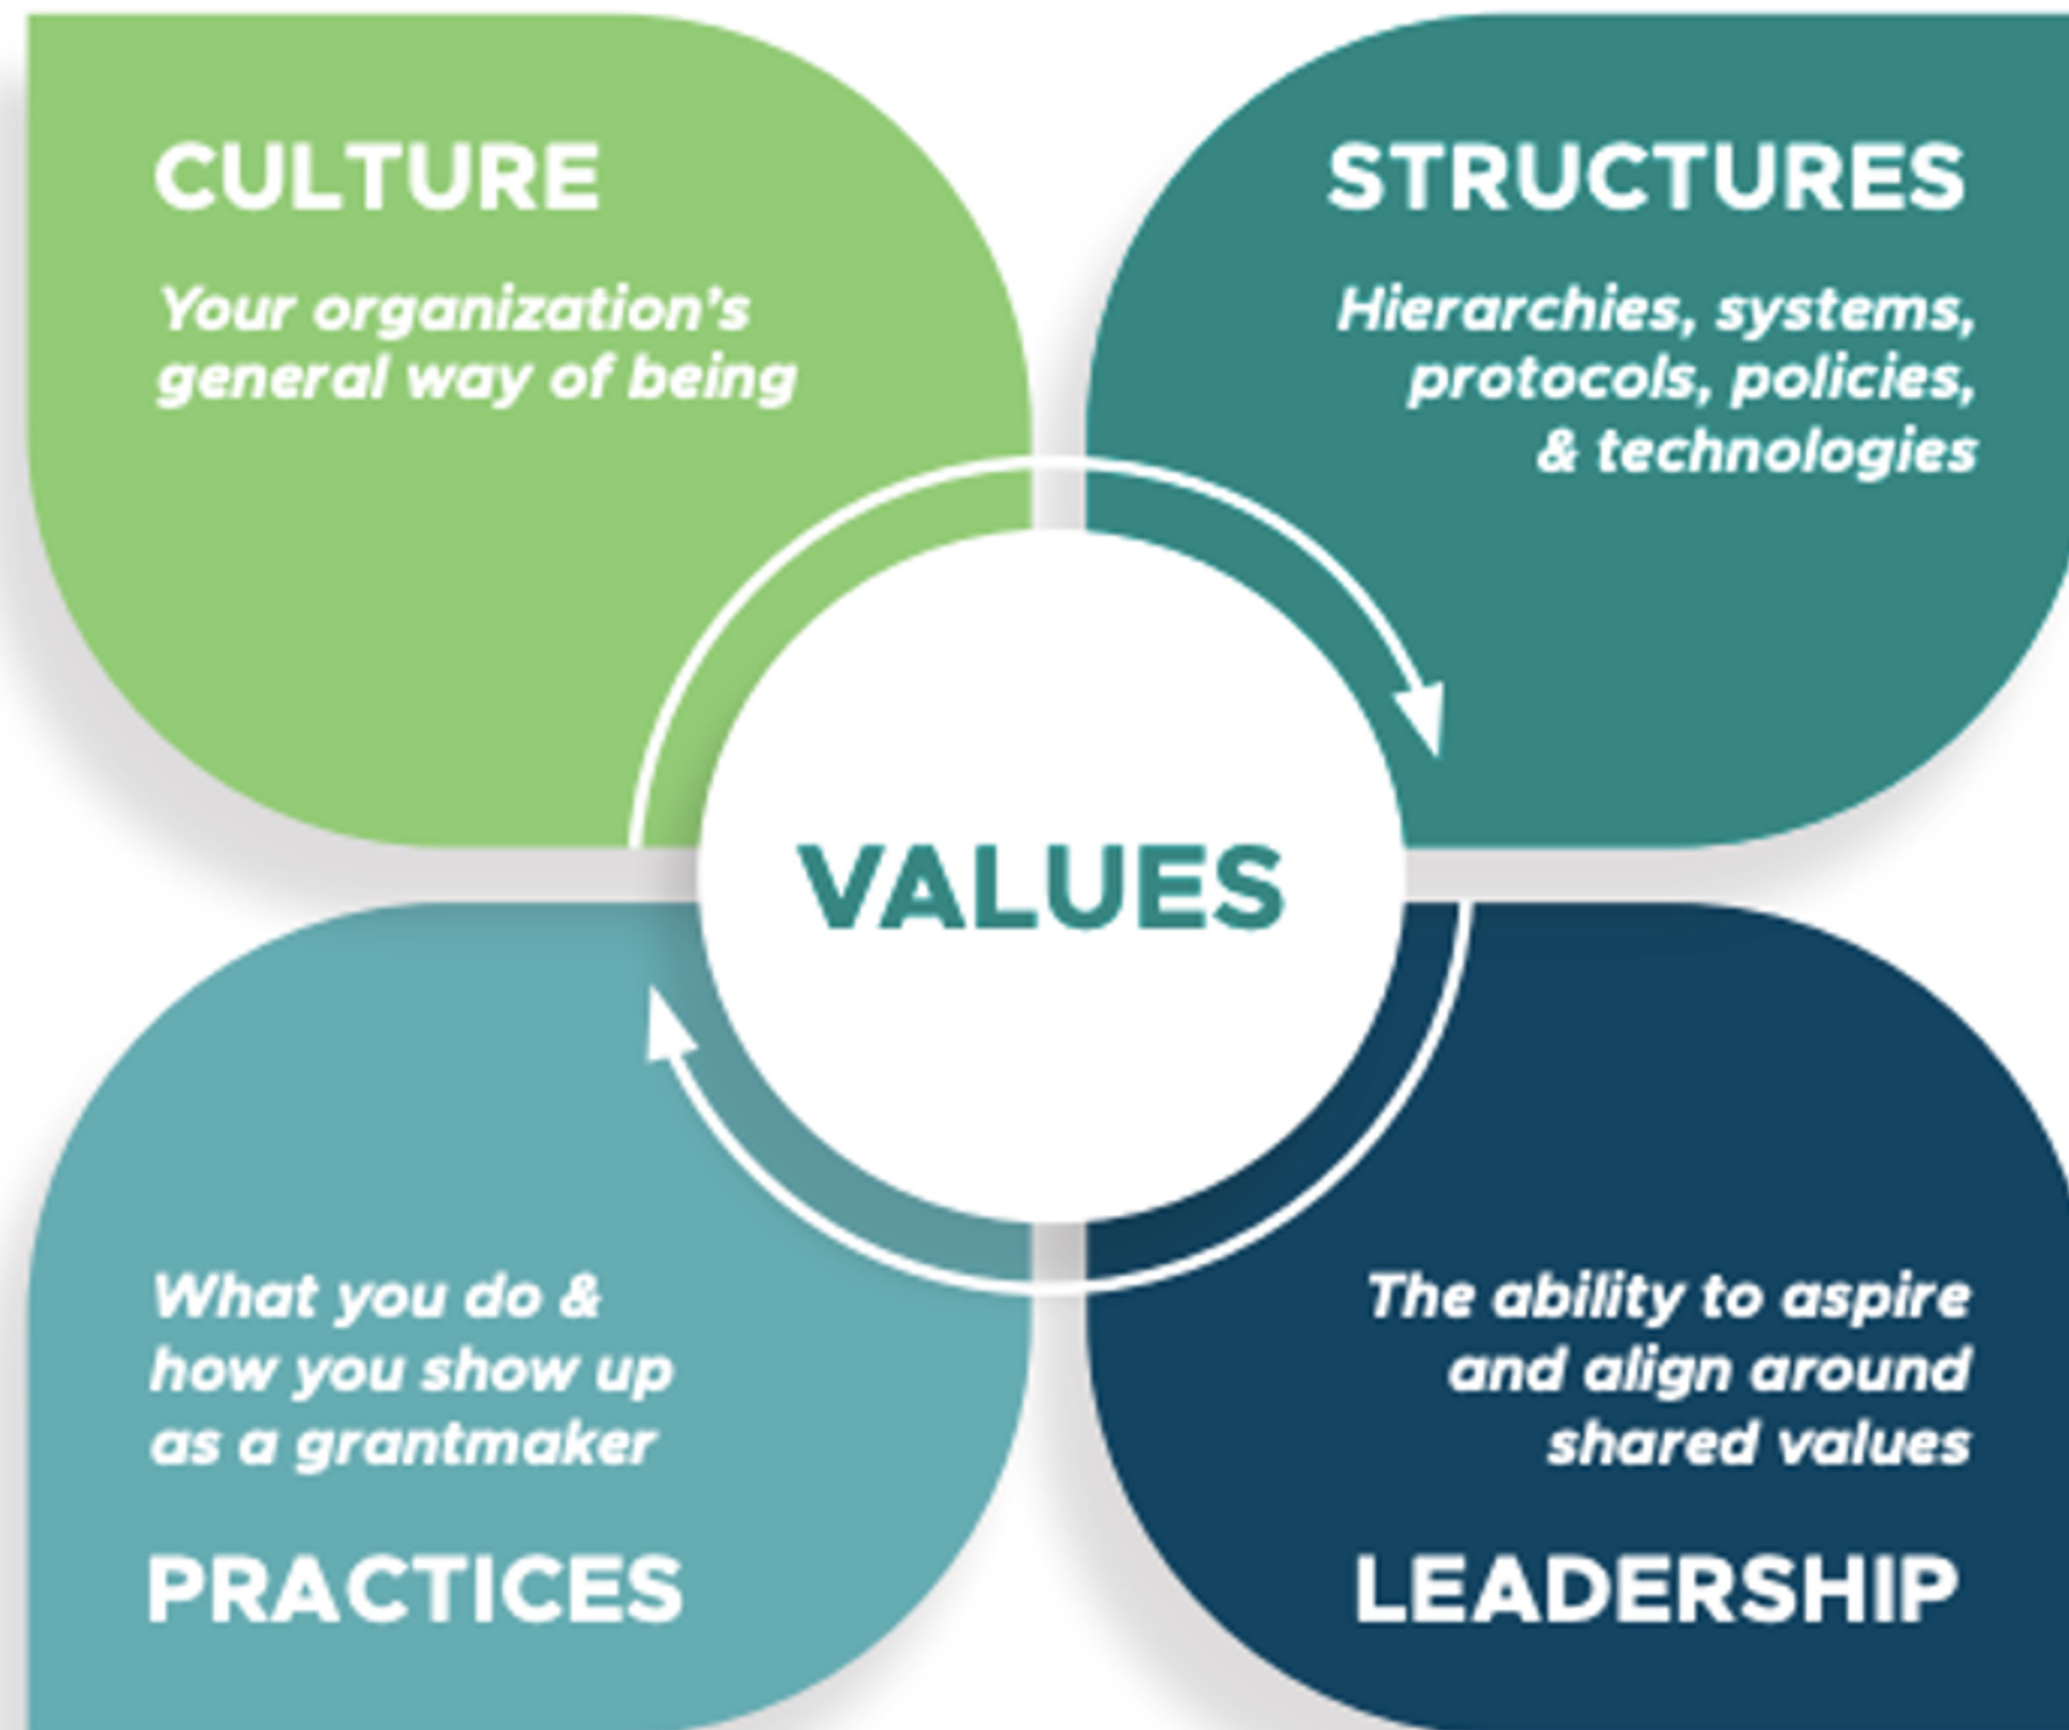 CULTURE
Your organization's
general way of being
STRUCTURES
Hierarchies, systems,
protocols, policies,
& technologies
VALUES
What you do &
how you show up
as a grantmaker
PRACTICES
The ability to aspire
and align around
shared values
LEADERSHIP